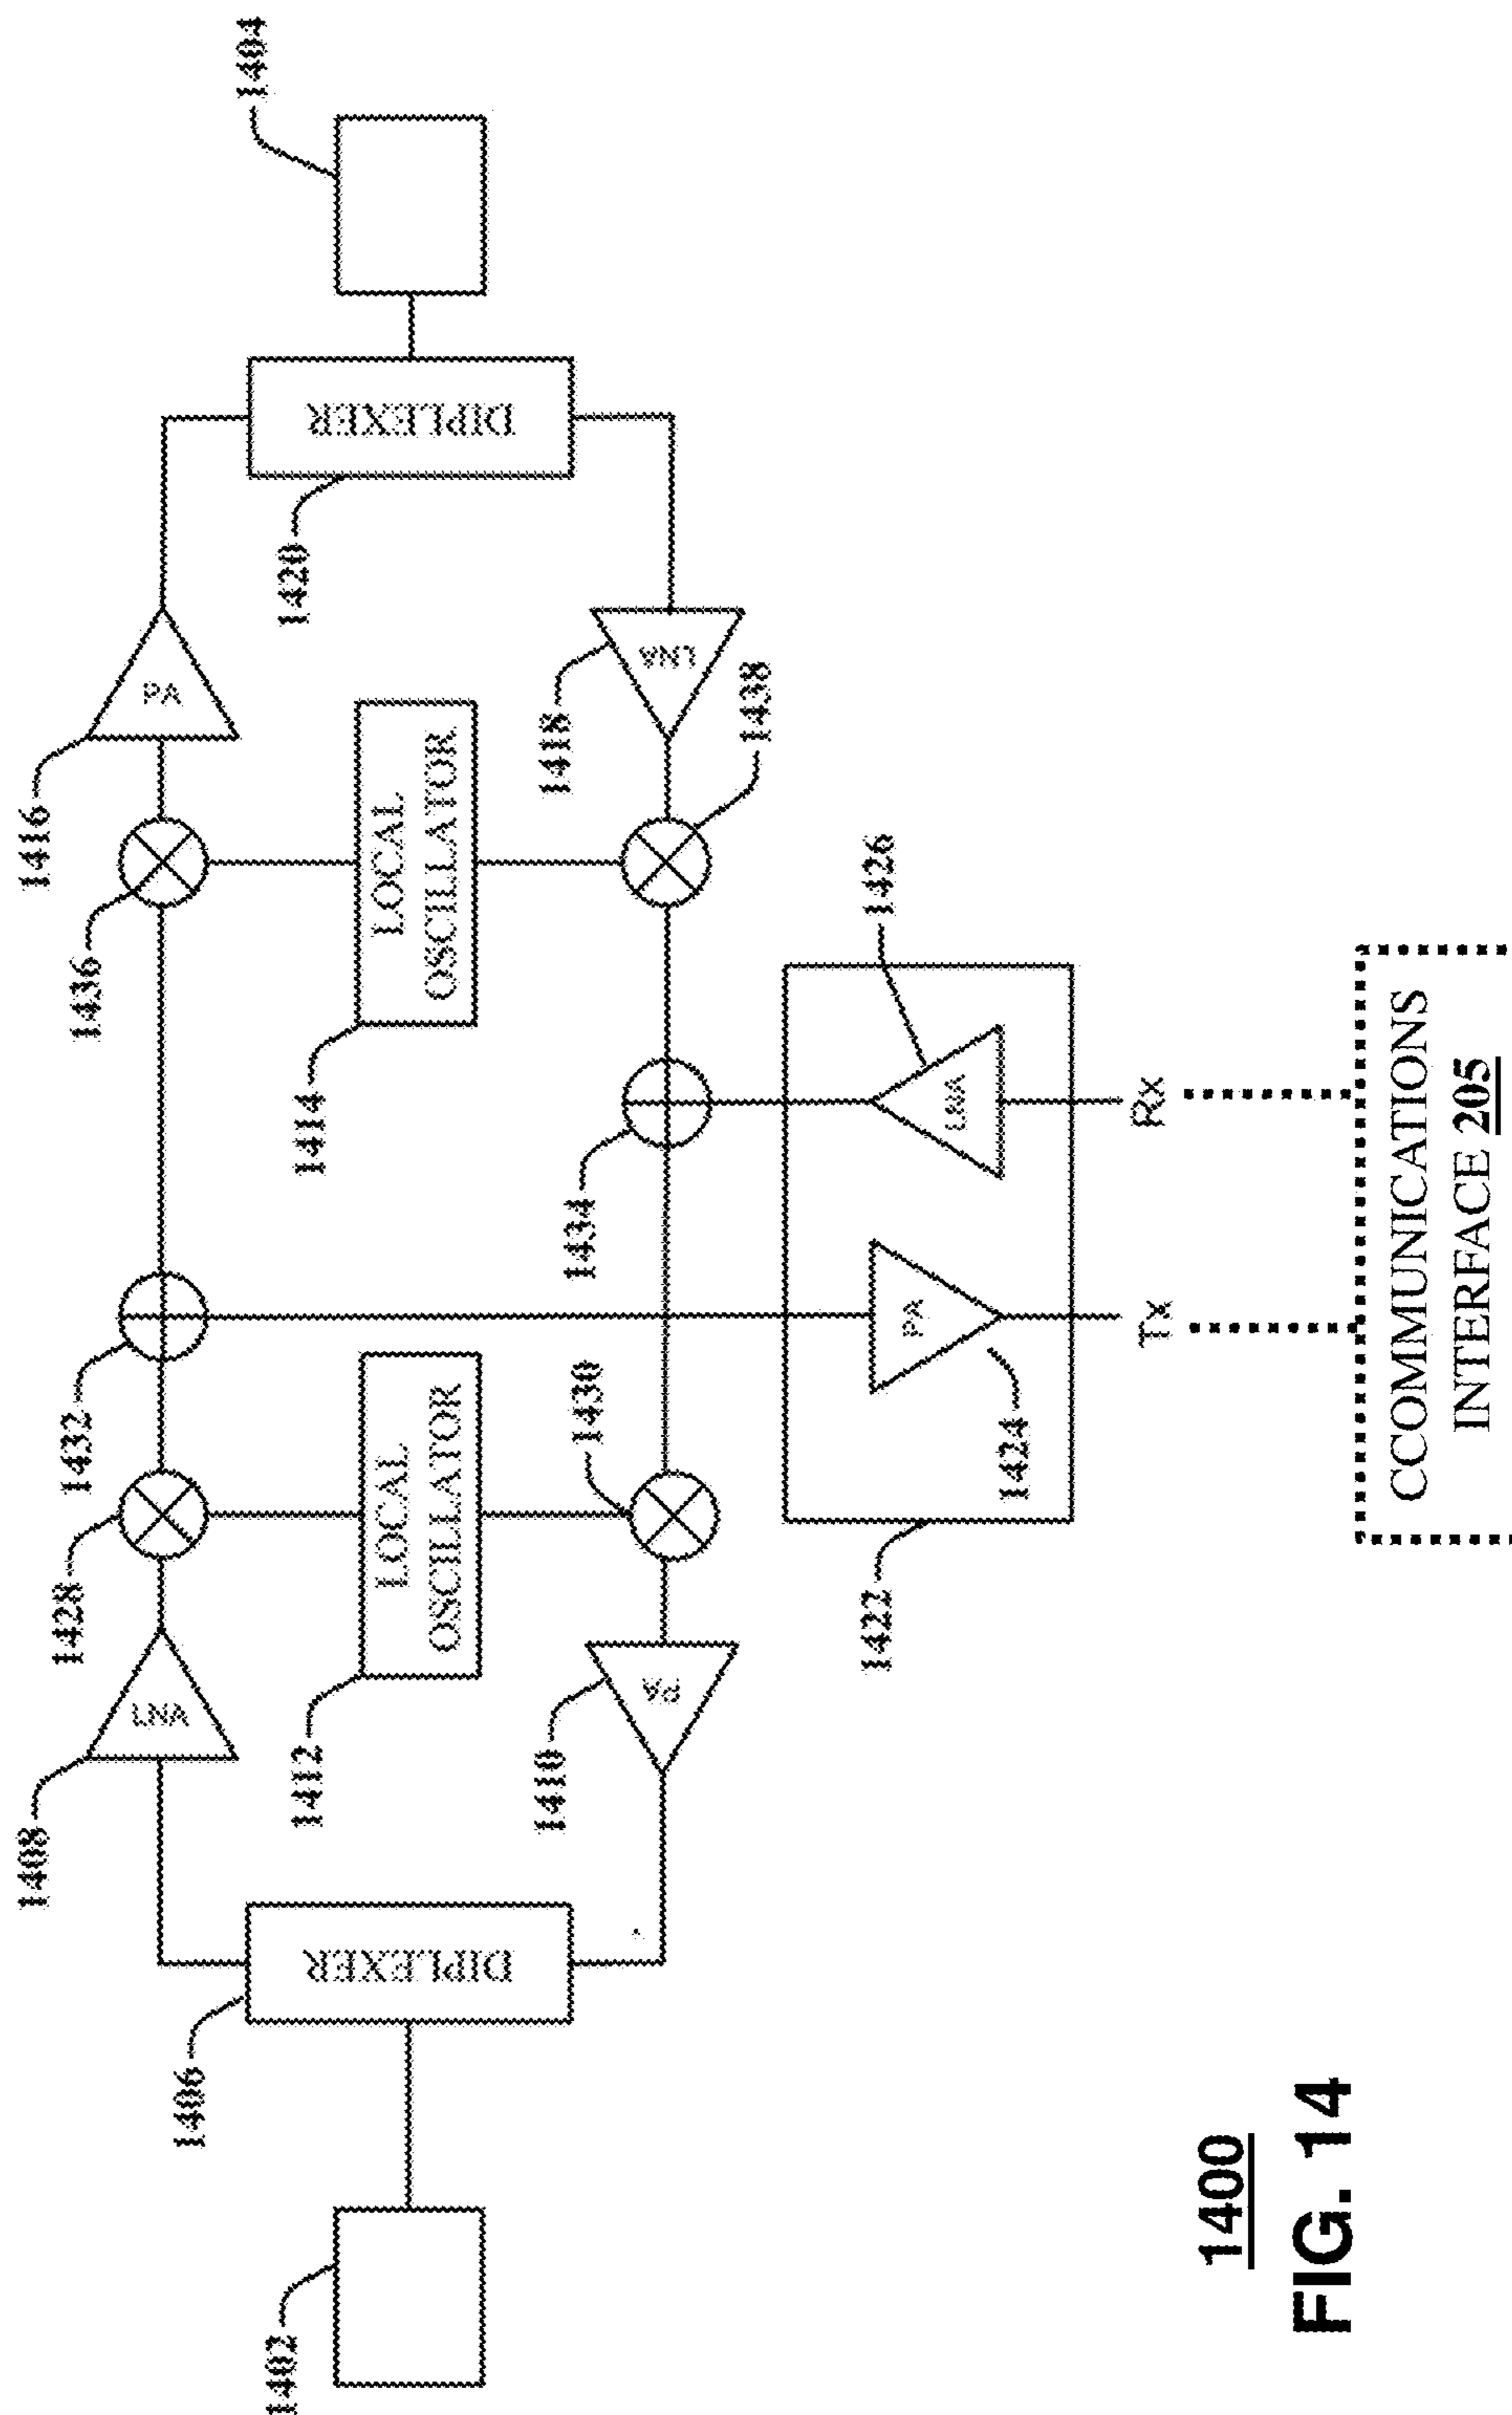 1404
DIPLEXER
1420
PA
1416
LNA
1418
1438
1436
LOCAL
OSCILLATOR
1414
1426
LNA
1434
Rx
1432
PA
1424
Tx
1422
CCOMMUNICATIONS
INTERFACE 205
1430
1428
LOCAL
OSCILLATOR
1412
LNA
1408
PA
1410
DIPLEXER
1406
1402
1400
FIG. 14